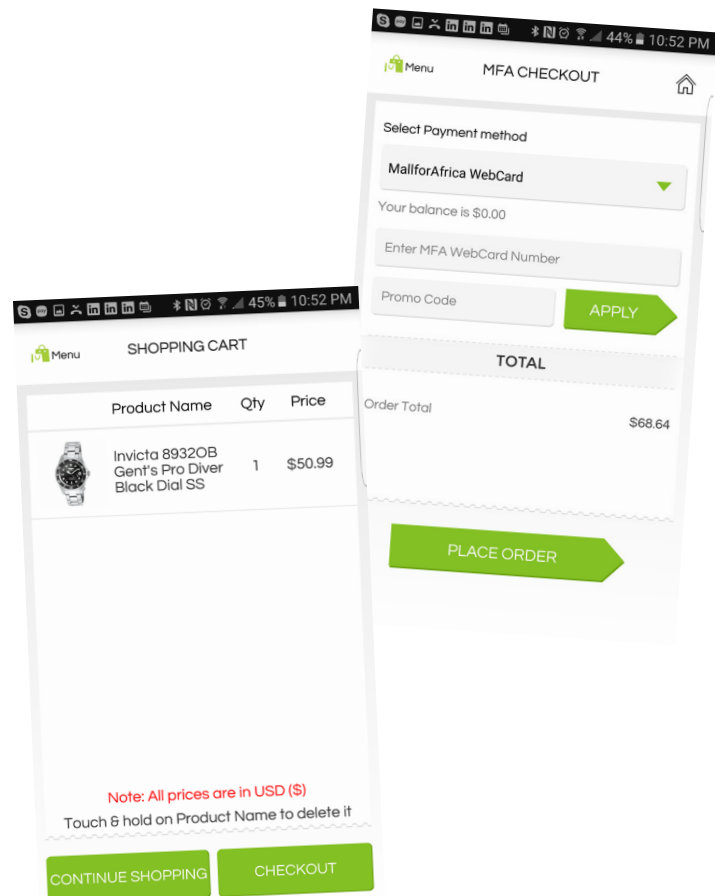 45% 10:52 PM
Menu
SHOPPING CART
Product Name Qty Price
Invicta 8932OB
Gent's Pro Diver
Black Dial SS
1
$50.99
Note: All prices are in USD ($)
Touch & hold on Product Name to delete it
CONTINUE SHOPPING
CHECKOUT
44% 10:52 PM
Menu
MFA CHECKOUT
Select Payment method
MallforAfrica WebCard
Your balance is $0.00
Enter MFA WebCard Number
Promo Code
APPLY
TOTAL
Order Total
$68.64
PLACE ORDER